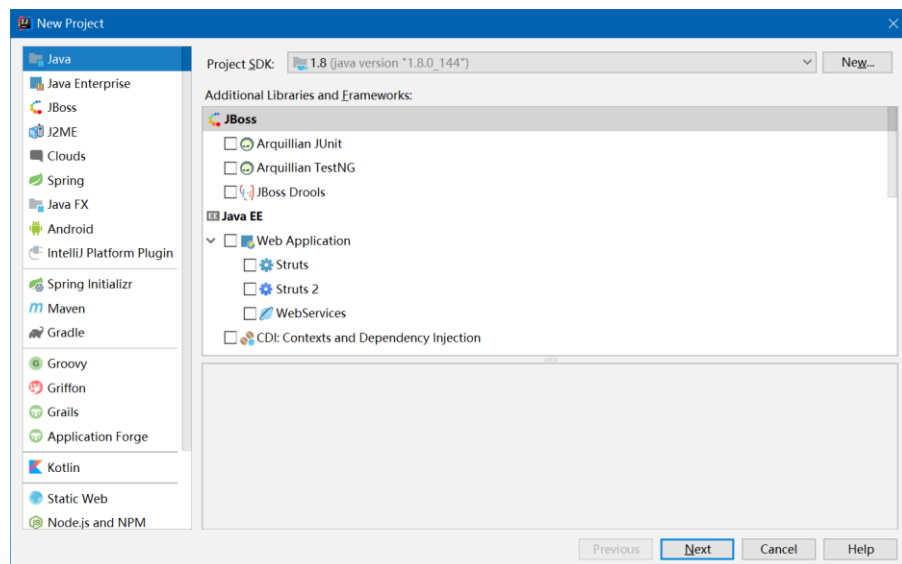 New Project
Java
Java Enterprise
JBoss
J2ME
Clouds
Spring
Java FX
Android
IntelliJ Platform Plugin
Spring Initializr
Maven
Gradle
Groovy
Griffon
Grails
Application Forge
Kotlin
Static Web
Node.js and NPM
Project SDK: 1.8 (java version "1.8.0_144") New...
Additional Libraries and Frameworks:
JBoss
Arquillian JUnit
Arquillian TestNG
JBoss Drools
Java EE
Web Application
Struts
Struts 2
WebServices
CDI: Contexts and Dependency Injection
Previous Next Cancel Help